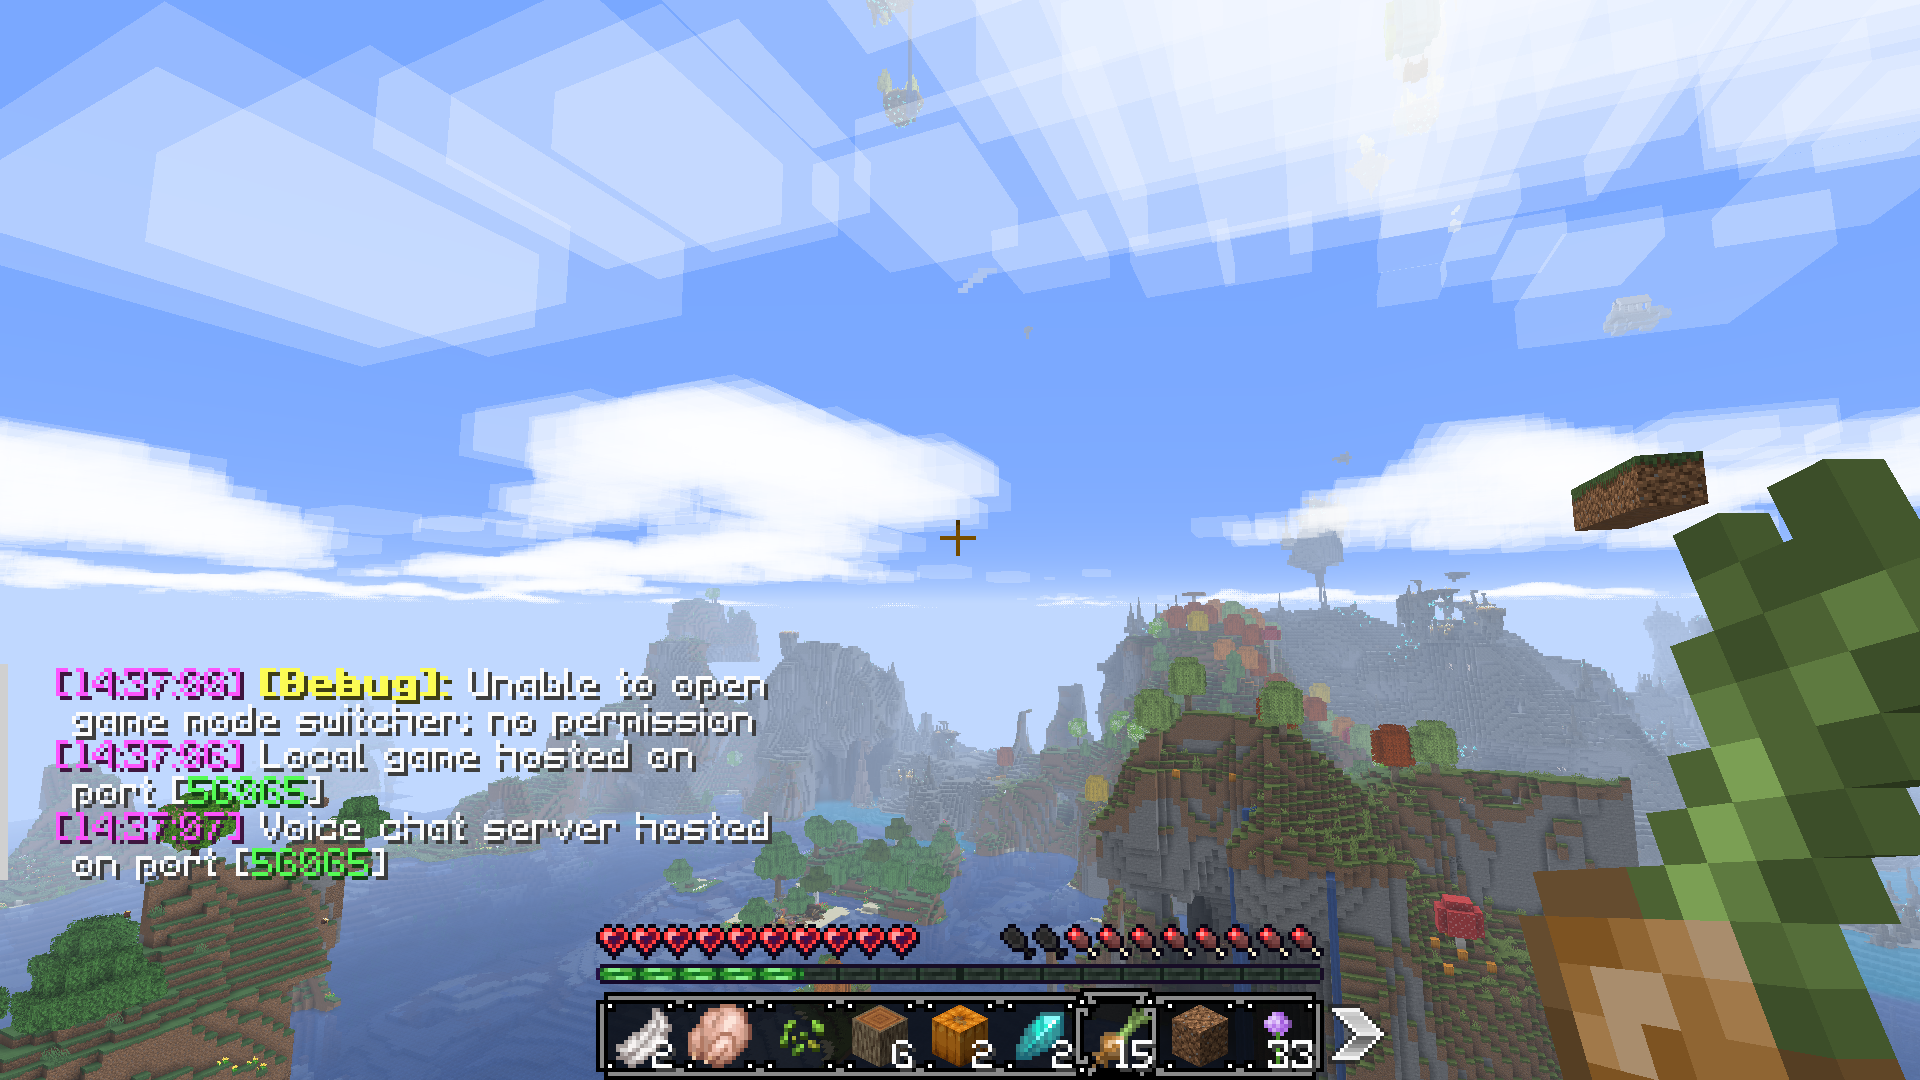 [14:37:00] [Debug]: Unable to open
game mode switcher: no permission
[14:37:06] Local game hosted on
port [56065]
[14:37:07] Voice chat server hosted
on port [56065]
2 6 2 2 15 33